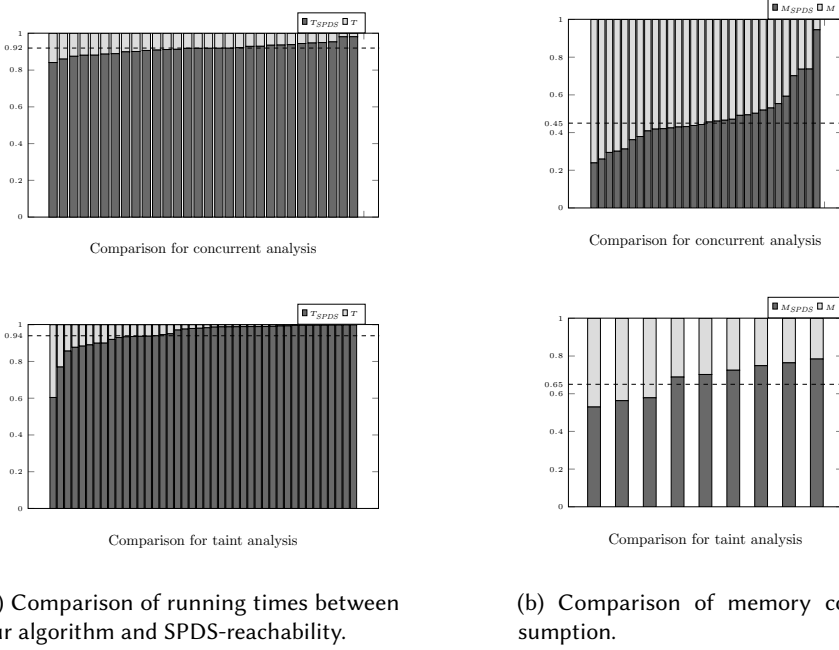 T_SPDS T
1
0.92
0.8
0.6
0.4
0.2
0
Comparison for concurrent analysis
M_SPDS M
1
0.8
0.6
0.45
0.4
0.2
0
Comparison for concurrent analysis
T_SPDS T
1
0.94
0.8
0.6
0.4
0.2
0
Comparison for taint analysis
M_SPDS M
1
0.8
0.65
0.6
0.4
0.2
0
Comparison for taint analysis
) Comparison of running times between
ur algorithm and SPDS-reachability.
(b) Comparison of memory co
sumption.